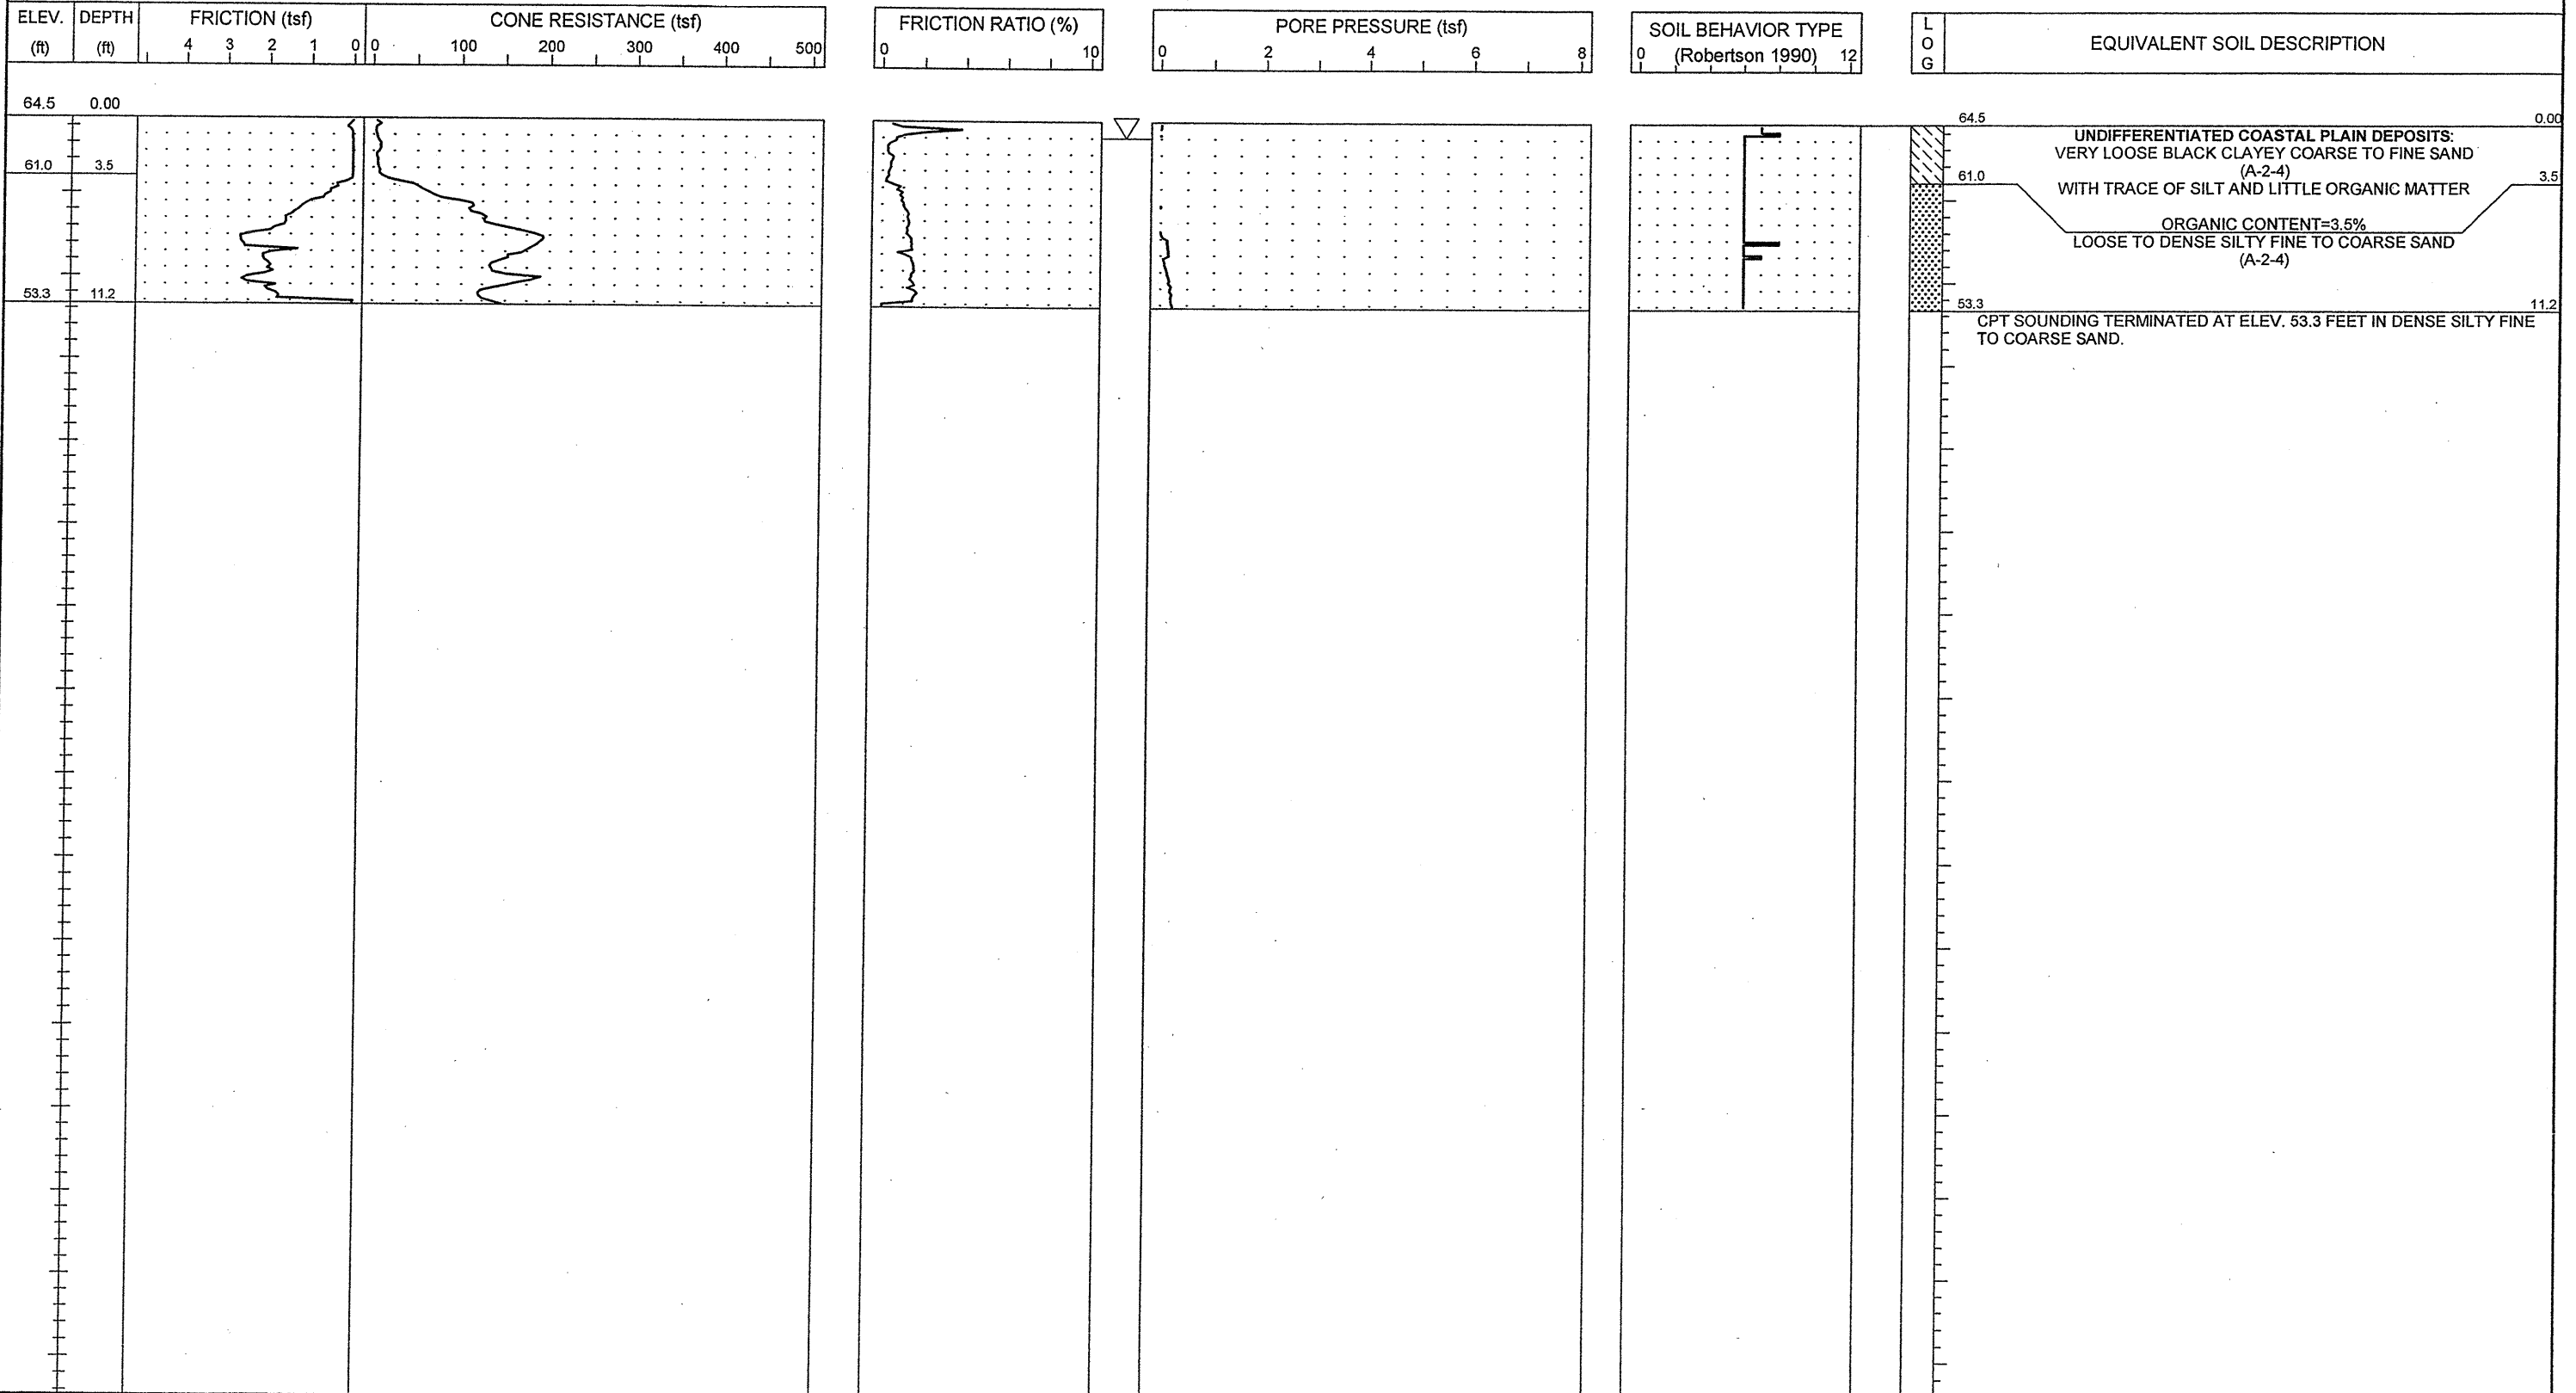 ELEV. DEPTH FRICTION (tsf) CONE RESISTANCE (tsf) FRICTION RATIO (%) PORE PRESSURE (tsf) SOIL BEHAVIOR TYPE LOG EQUIVALENT SOIL DESCRIPTION
(ft) (ft) 4 3 2 1 0 0 100 200 300 400 500 0 10 0 2 4 6 8 0 (Robertson 1990) 12
64.5 0.00
64.5 0.00
UNDIFFERENTIATED COASTAL PLAIN DEPOSITS:
VERY LOOSE BLACK CLAYEY COARSE TO FINE SAND
61.0 3.5
(A-2-4)
61.0 3.5
WITH TRACE OF SILT AND LITTLE ORGANIC MATTER
ORGANIC CONTENT=3.5%
LOOSE TO DENSE SILTY FINE TO COARSE SAND
(A-2-4)
53.3 11.2
53.3 11.2
CPT SOUNDING TERMINATED AT ELEV. 53.3 FEET IN DENSE SILTY FINE
TO COARSE SAND.